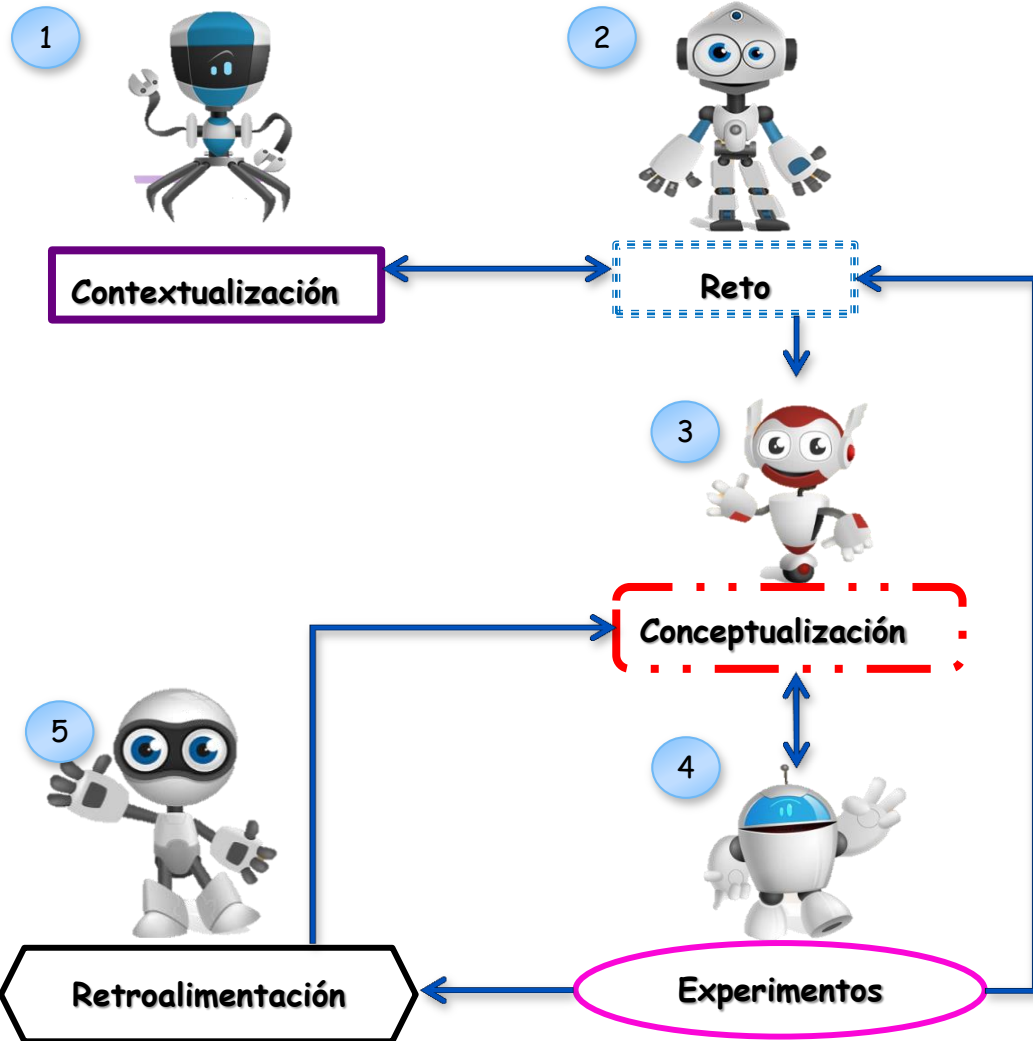 1
2
Contextualización
Reto
3
Conceptualización
5
4
Retroalimentación
Experimentos